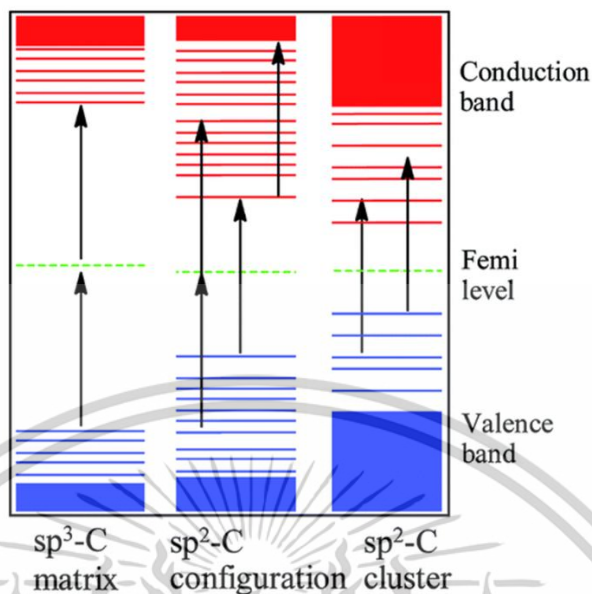 Conduction
band
Femi
level
Valence
band
sp³-C sp²-C sp²-C
matrix configuration cluster